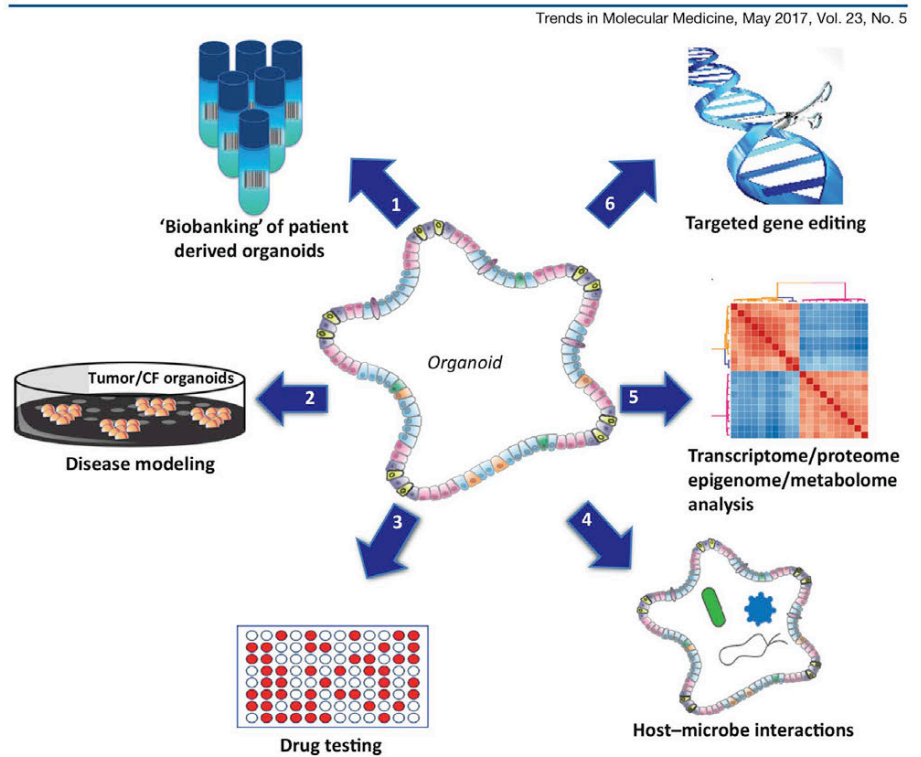 Trends in Molecular Medicine, May 2017, Vol. 23, No. 5
1
6
‘Biobanking’ of patient
derived organoids
Targeted gene editing
Organoid
Tumor/CF organoids
2
5
Disease modeling
Transcriptome/proteome
epigenome/metabolome
analysis
3
4
Drug testing
Host–microbe interactions